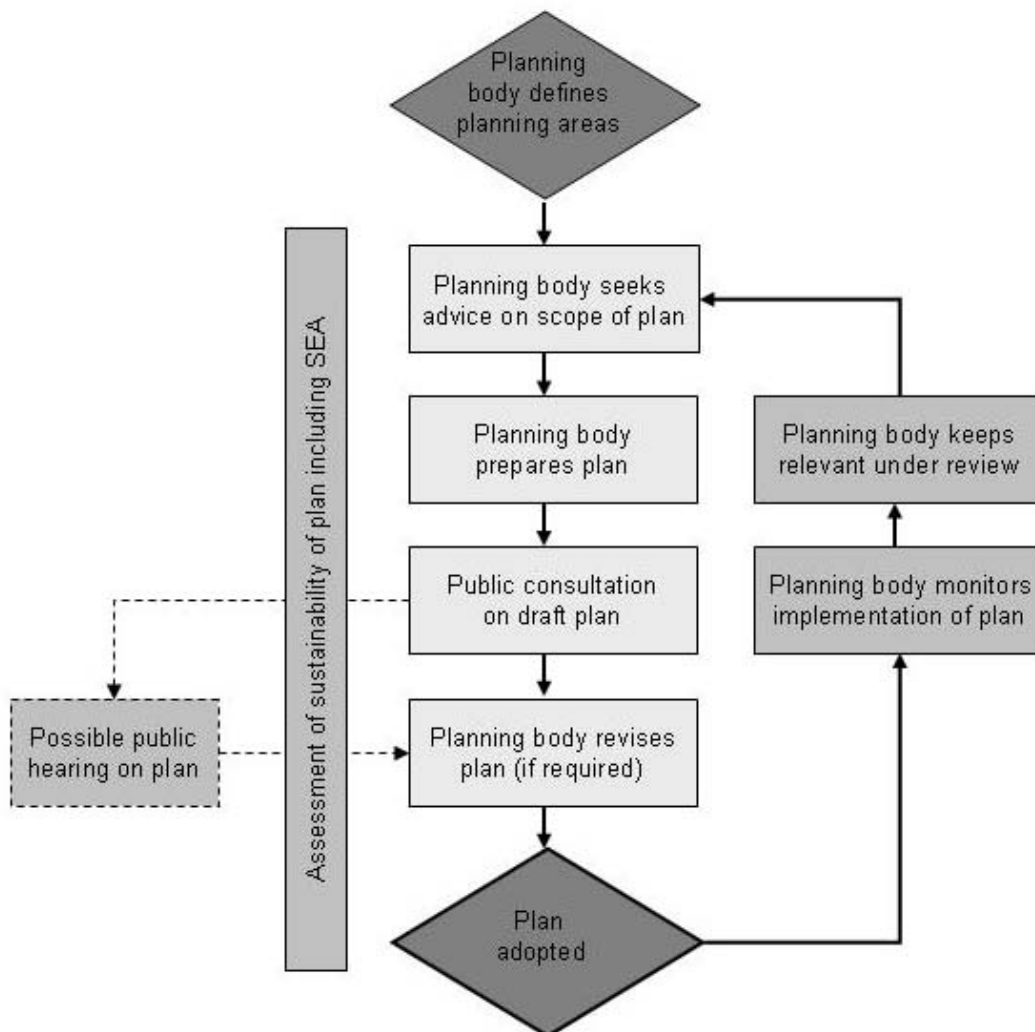 Planning
body defines
planning areas
Planning body seeks
advice on scope of plan
Planning body
prepares plan
Public consultation
on draft plan
Planning body revises
plan (if required)
Plan
adopted
Planning body keeps
relevant under review
Planning body monitors
implementation of plan
Possible public
hearing on plan
Assessment of sustainability of plan including SEA